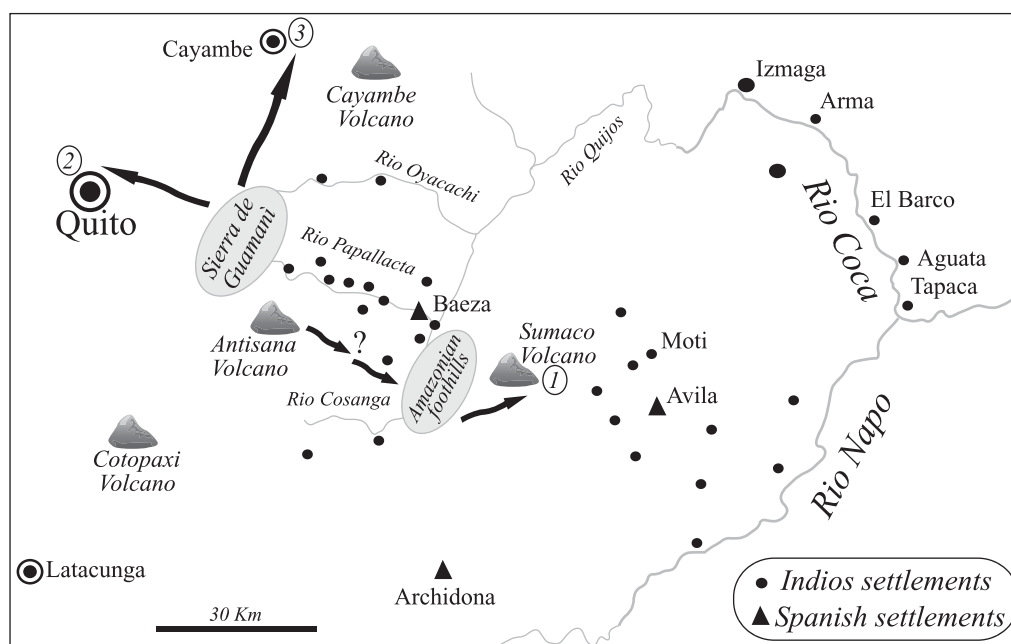 Cayambe
3
Cayambe
Volcano
Izmaga
Arma
Rio Quijos
Rio Oyacachi
2
Quito
Sierra de
Guamanì
Rio Papallacta
Rio Coca
El Barco
Aguata
Tapaca
Baeza
Antisana
Volcano
?
Amazonian
foothills
Sumaco
Volcano
1
Moti
Avila
Rio Cosanga
Cotopaxi
Volcano
Rio Napo
Latacunga
Archidona
30 Km
Indios settlements
Spanish settlements